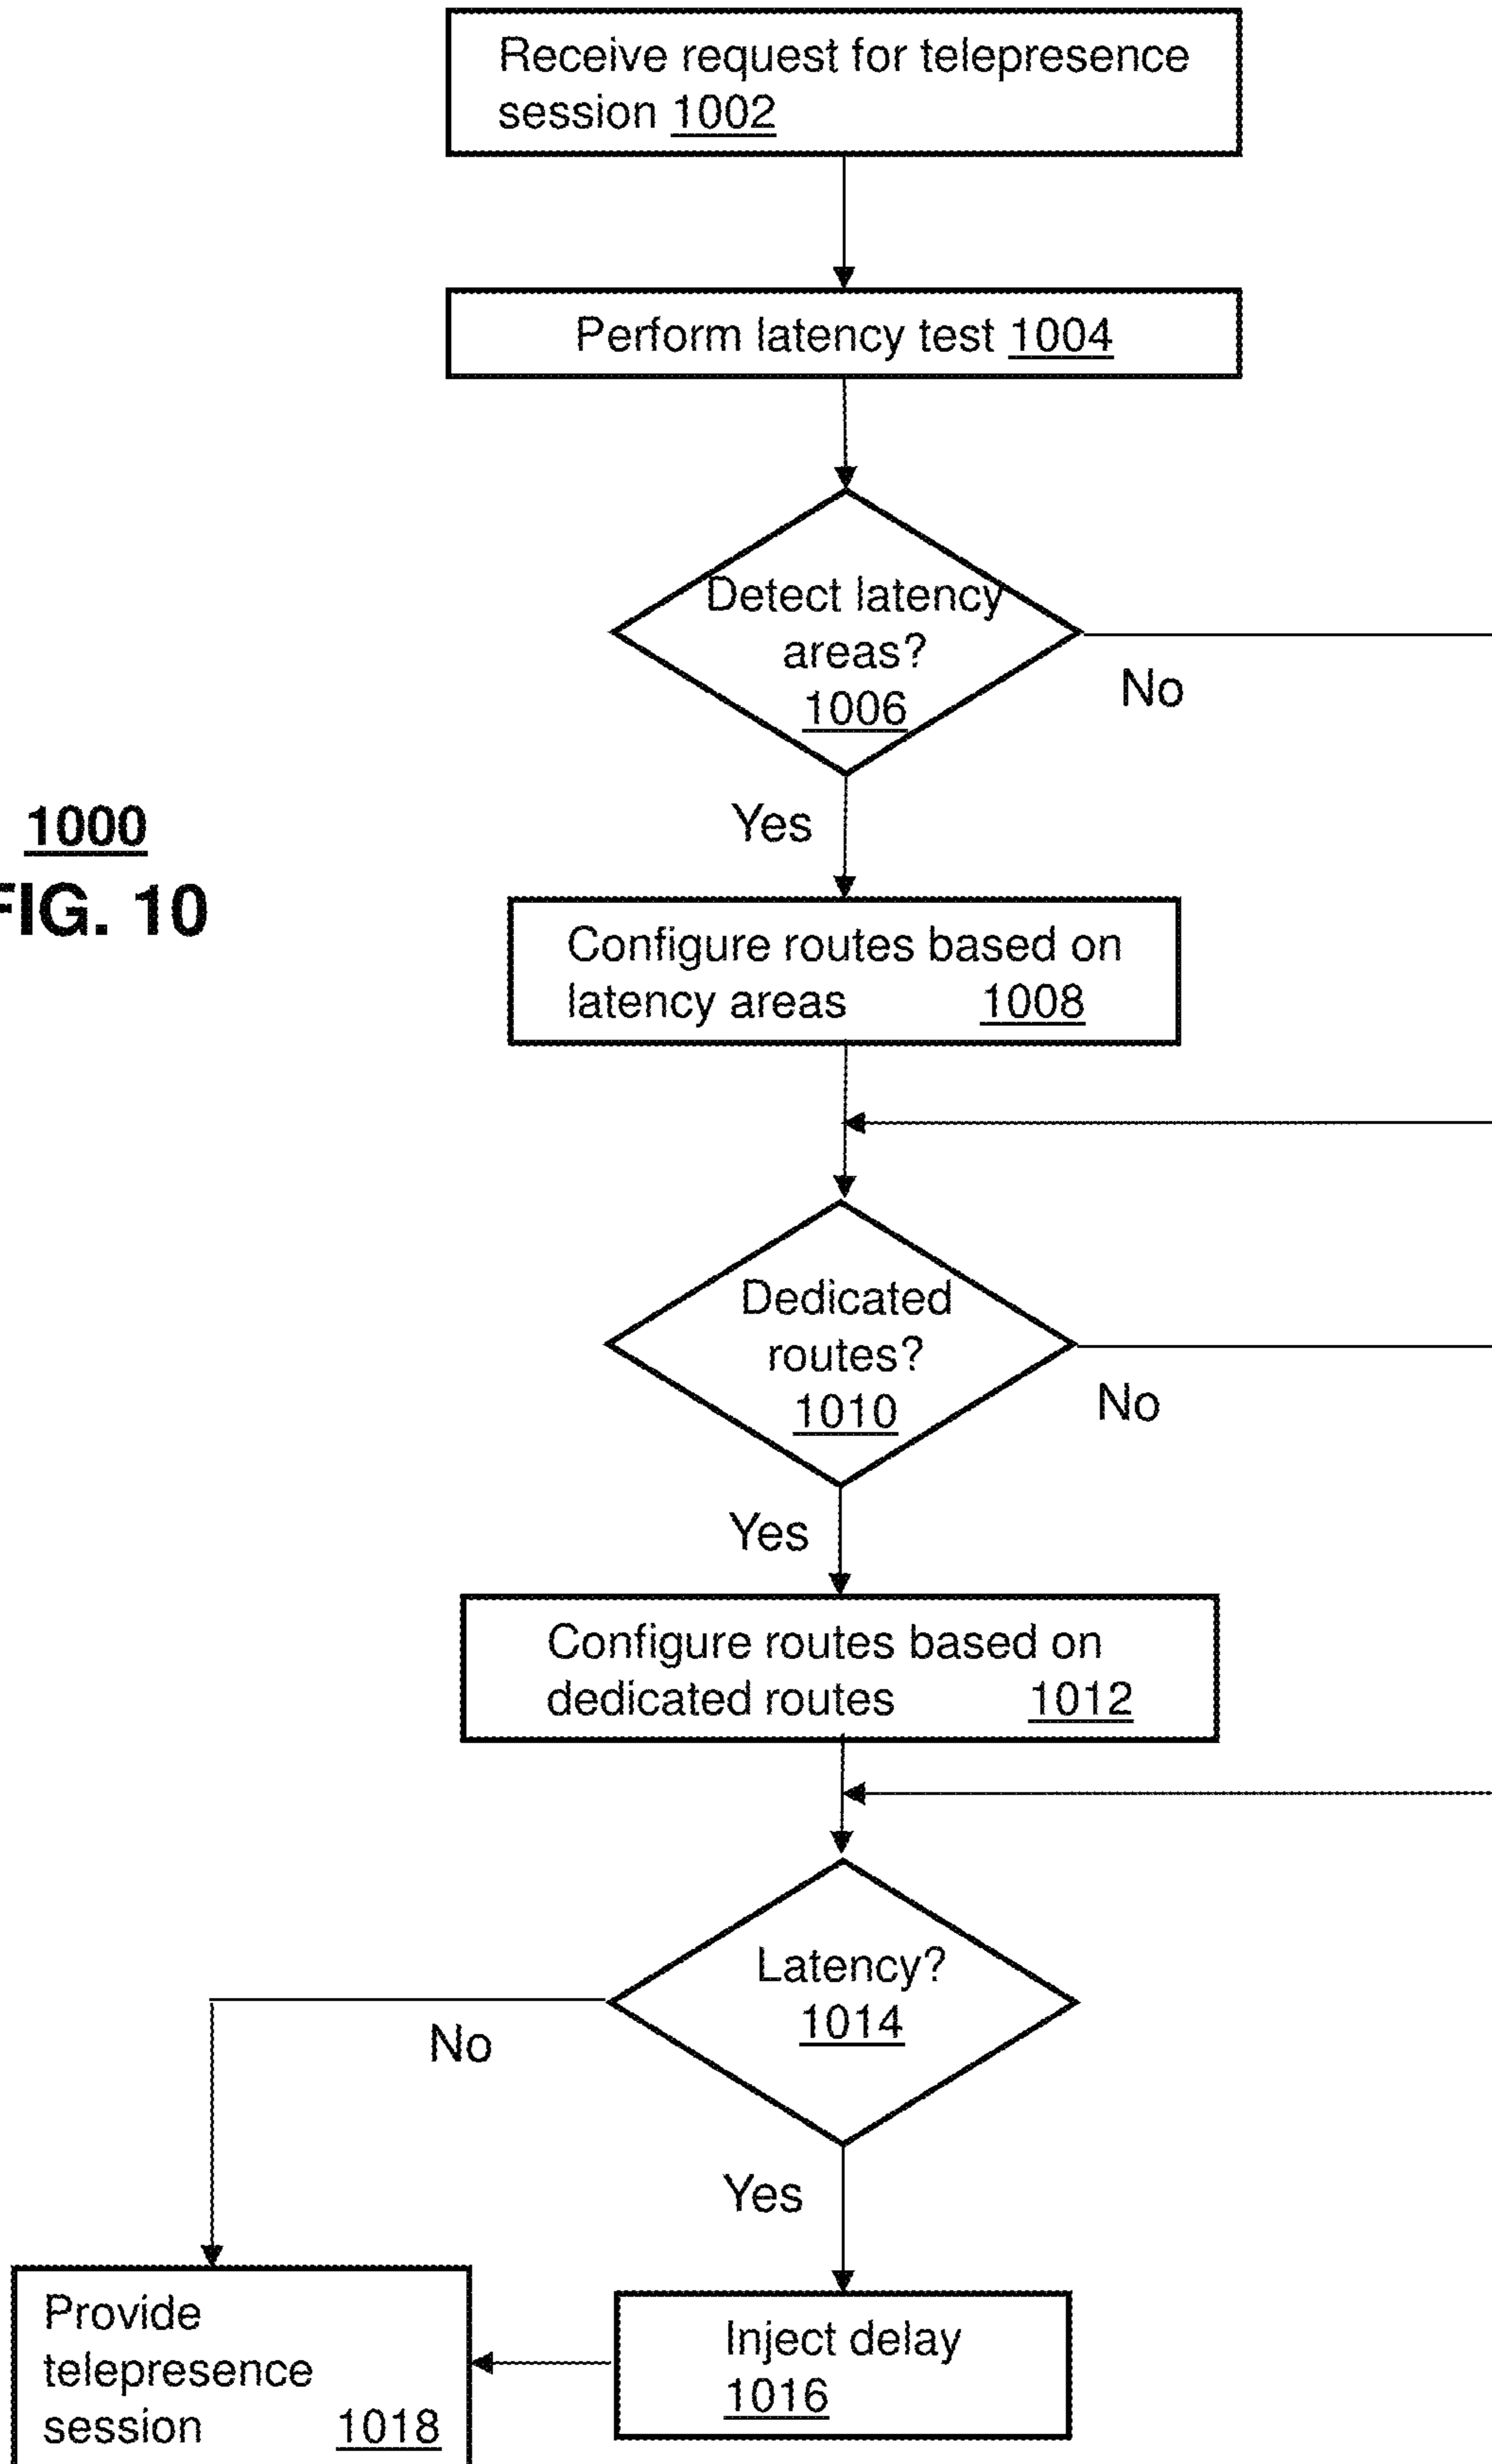 Receive request for telepresence
session 1002
Perform latency test 1004
Detect latency
areas?
1006
No
Yes
1000
FIG. 10
Configure routes based on
latency areas 1008
Dedicated
routes?
1010
No
Yes
Configure routes based on
dedicated routes 1012
Latency?
1014
No
Yes
Provide
telepresence
session 1018
Inject delay
1016